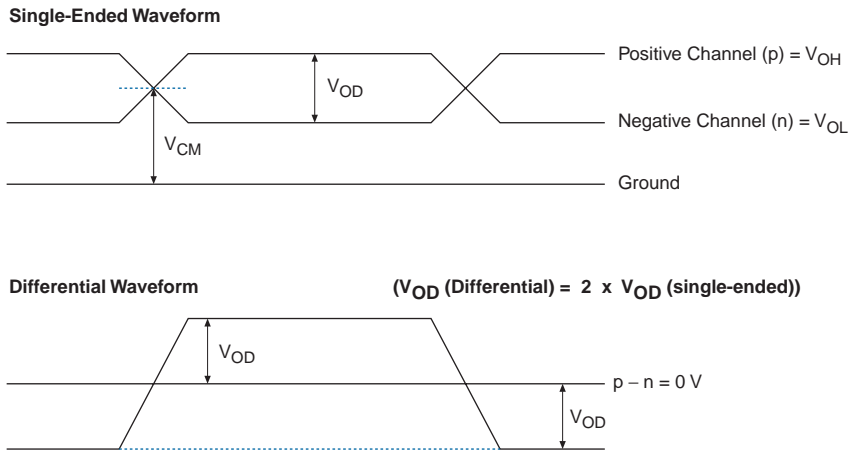 Single-Ended Waveform
Positive Channel (p) = VOH
VOD
Negative Channel (n) = VOL
VCM
Ground
Differential Waveform
(VOD (Differential) = 2 x VOD (single-ended))
VOD
p – n = 0 V
VOD